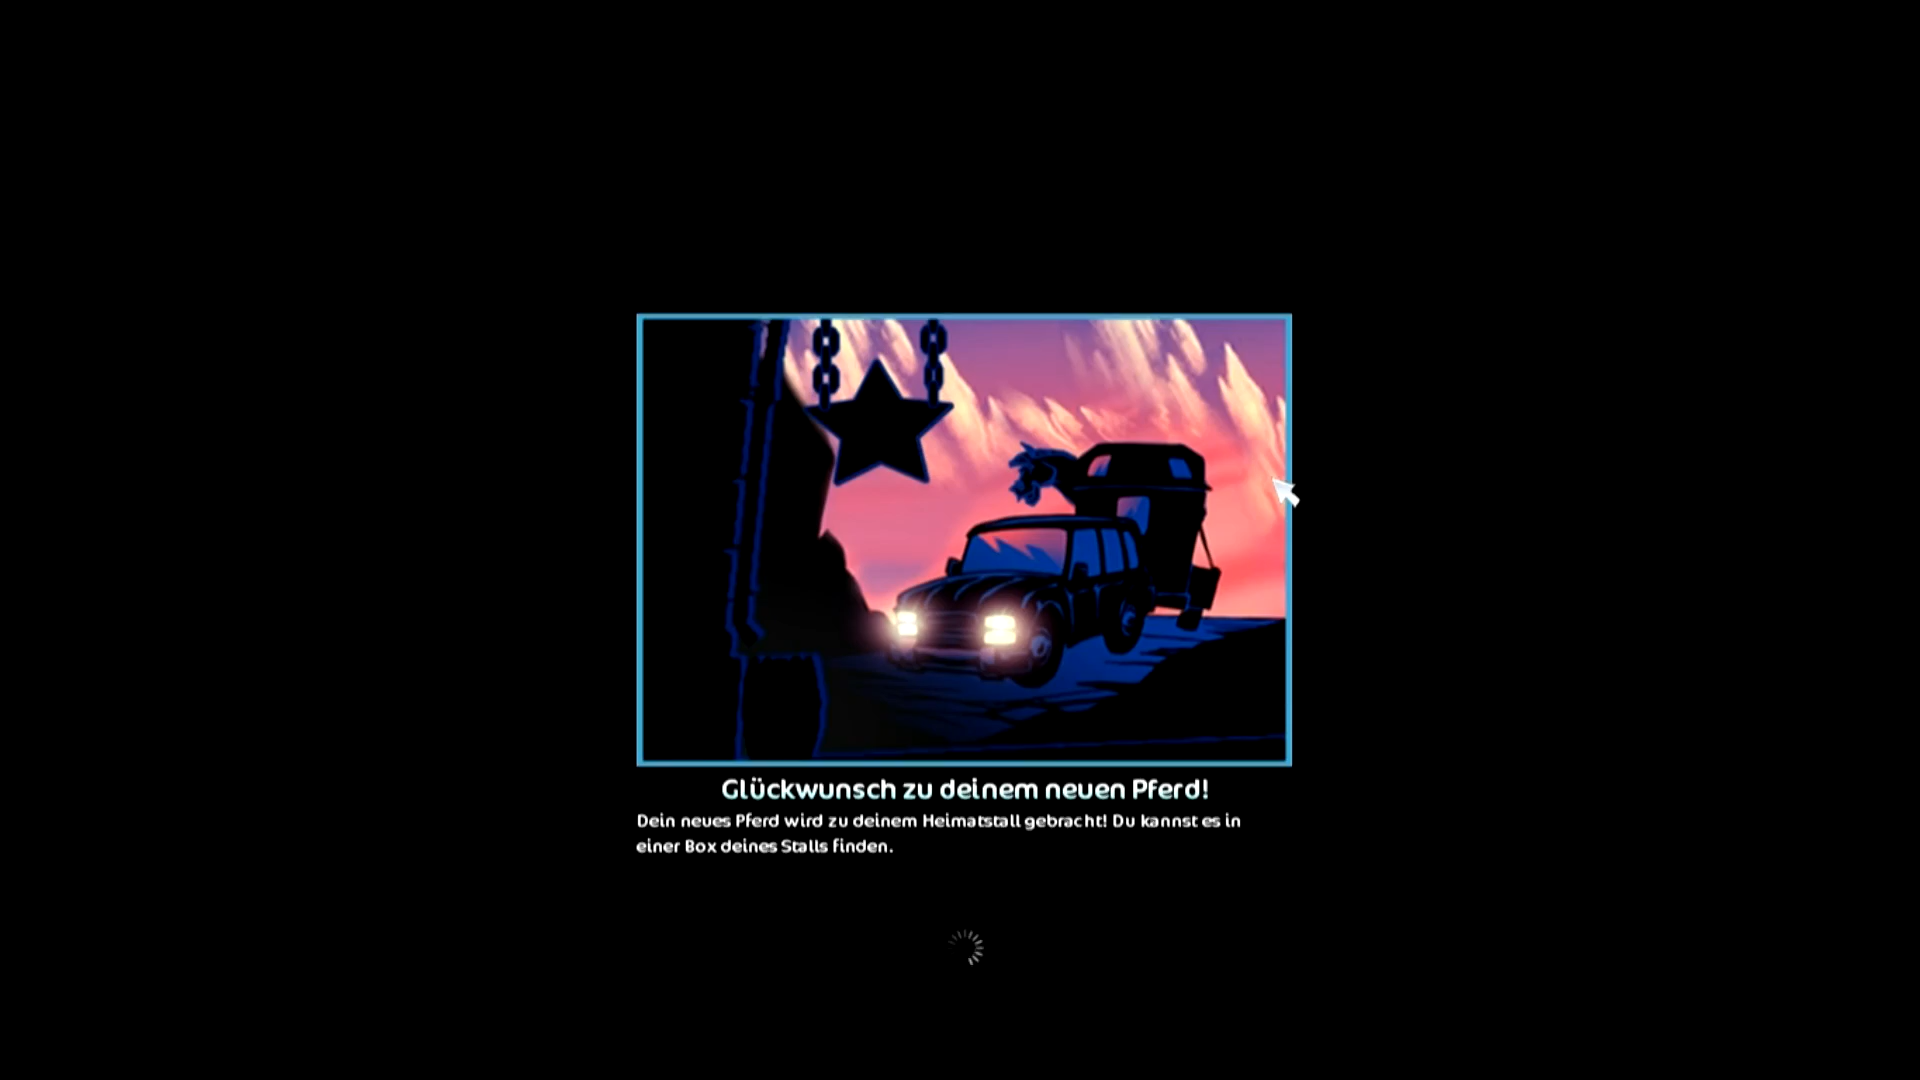 Glückwunsch zu deinem neuen Pferd!
Dein neues Pferd wird zu deinem Heimatstall gebracht! Du kannst es in
einer Box deines Stalls finden.